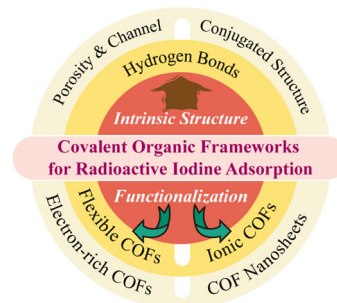 Porosity & Channel
Conjugated Structure
Hydrogen Bonds
Intrinsic Structure
Covalent Organic Frameworks
for Radioactive Iodine Adsorption
Functionalization
Flexible COFs
Ionic COFs
Electron-rich COFs
COF Nanosheets